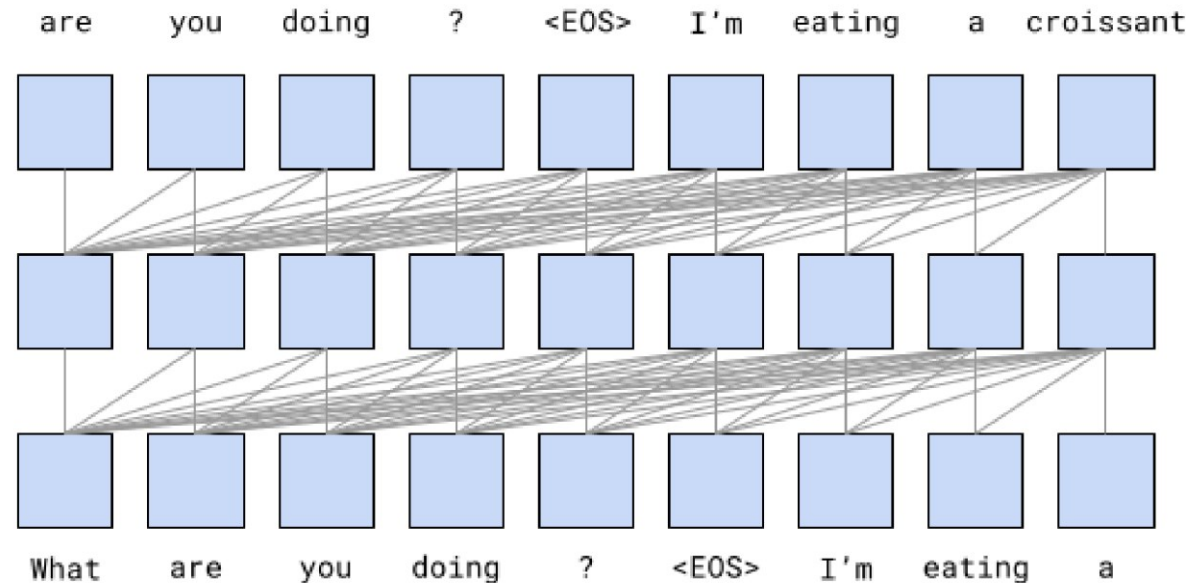 are you doing ? <EOS> I'm eating a croissant
What are you doing ? <EOS> I'm eating a